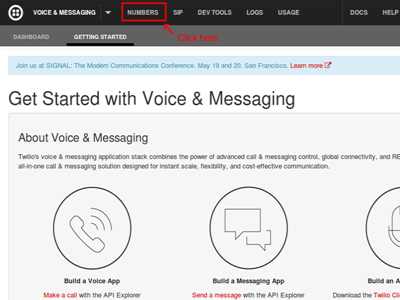 VOICE & MESSAGING NUMBERS SIP DEV TOOLS LOGS USAGE DOCS HELP
DASHBOARD GETTING STARTED
Click here
Join us at SIGNAL: The Modern Communications Conference. May 19 and 20. San Francisco. Learn more
Get Started with Voice & Messaging
About Voice & Messaging
Twilio's voice & messaging application stack combines the power of advanced call & messaging control, global connectivity, and RE
all-in-one call & messaging solution designed for instant scale, flexibility, and cost-effective communication.
Build a Voice App Build a Messaging App Build an A
Make a call with the API Explorer Send a message with the API Explorer Download the Twilio Clie